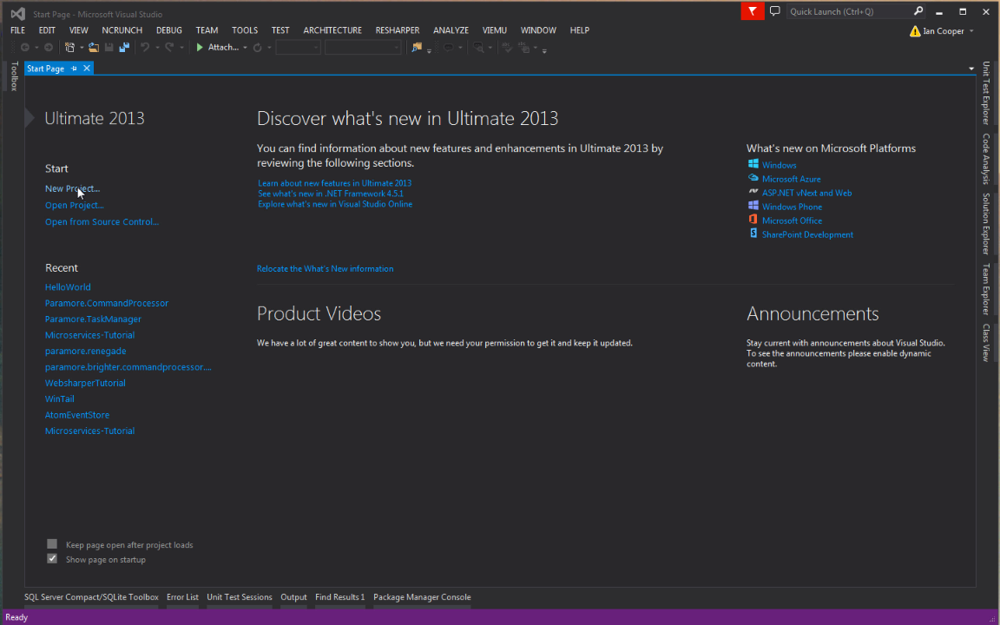 Start Page - Microsoft Visual Studio
Quick Launch (Ctrl+Q)
FILE EDIT VIEW NCRUNCH DEBUG TEAM TOOLS TEST ARCHITECTURE RESHARPER ANALYZE VIEMU WINDOW HELP
Ian Cooper
Attach...
Toolbox
Start Page
Ultimate 2013
Start
New Project...
Open Project...
Open from Source Control...
Recent
HelloWorld
Paramore.CommandProcessor
Paramore.TaskManager
Microservices-Tutorial
paramore.renegade
paramore.brighter.commandprocessor....
WebsharperTutorial
WinTail
AtomEventStore
Microservices-Tutorial
Keep page open after project loads
Show page on startup
Discover what's new in Ultimate 2013
You can find information about new features and enhancements in Ultimate 2013 by
reviewing the following sections.
Learn about new features in Ultimate 2013
See what's new in .NET Framework 4.5.1
Explore what's new in Visual Studio Online
Relocate the What's New information
What's new on Microsoft Platforms
Windows
Microsoft Azure
ASP.NET vNext and Web
Windows Phone
Microsoft Office
SharePoint Development
Product Videos
We have a lot of great content to show you, but we need your permission to get it and keep it updated.
Announcements
Stay current with announcements about Visual Studio.
To see the announcements please enable dynamic
content.
Unit Test Explorer
Code Analysis
Solution Explorer
Team Explorer
Class View
SQL Server Compact/SQLite Toolbox Error List Unit Test Sessions Output Find Results 1 Package Manager Console
Ready